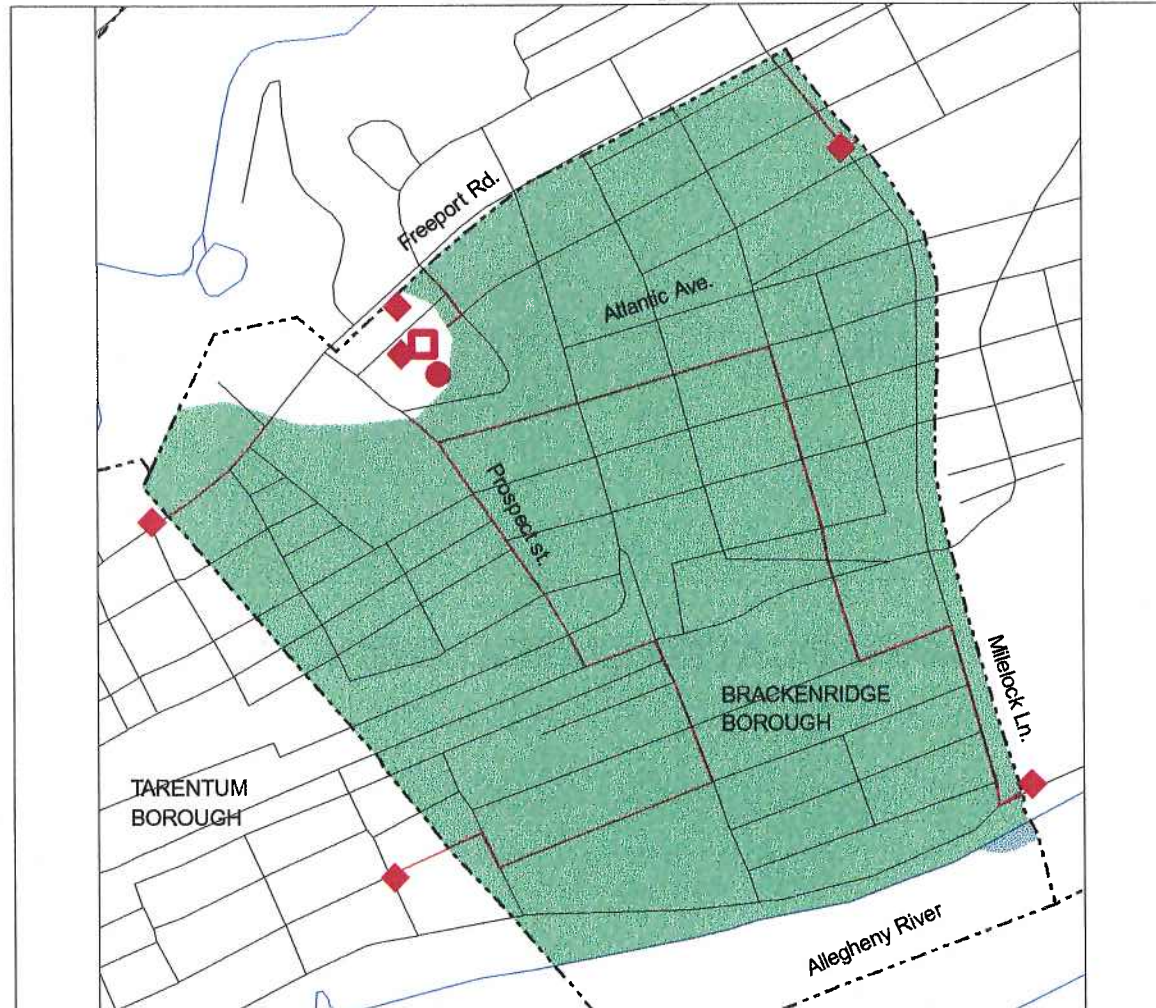 Freeport Rd.
Atlantic Ave.
Prospect st.
BRACKENRIDGE
BOROUGH
Millelock Ln.
TARENTUM
BOROUGH
Allegheny River